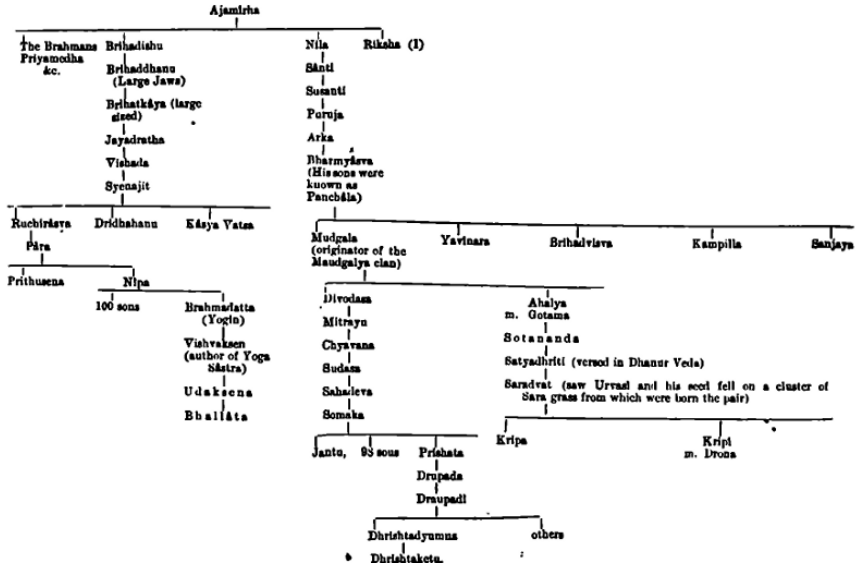 Ajamirha
The Brahmans Brihadishu Nila Riksha (1)
Priyamedha
&c.
Brihaddhanu Sânti
(Large Jaws)
Susanti
Brihatkâya (large
sized)
Puruja
Jayadratha Arka
Vishada Bharmyâsva
(His sons were
Syenajit kuown as
Panchâla)
Ruchirâsva Dridhahanu Kâsya Vatsa
Mudgala Yavinara Brihadvisva Kampilla Sanjaya
(originator of the
Maudgalya clan)
Pâra
Prithusena Nipa
100 sons Brahmadatta
(Yogin)
Divodasa Ahalya
m. Gotama
Mitrayu
Vishvaksen Chyavana Sotananda
(author of Yoga
Sâstra)
Sudasa Satyadhriti (versod in Dhanur Veda)
Udaksena Sahadeva Saradvat (saw Urvasi and his seed fell on a cluster of
Sara grass from which were born the pair)
Bhallâta Somaka
Jantu, 98 sous Prishata Kripa Kripi
m. Drona
Drupada
Draupadi
Dhrishtadyumna others
Dhrishtaketu.